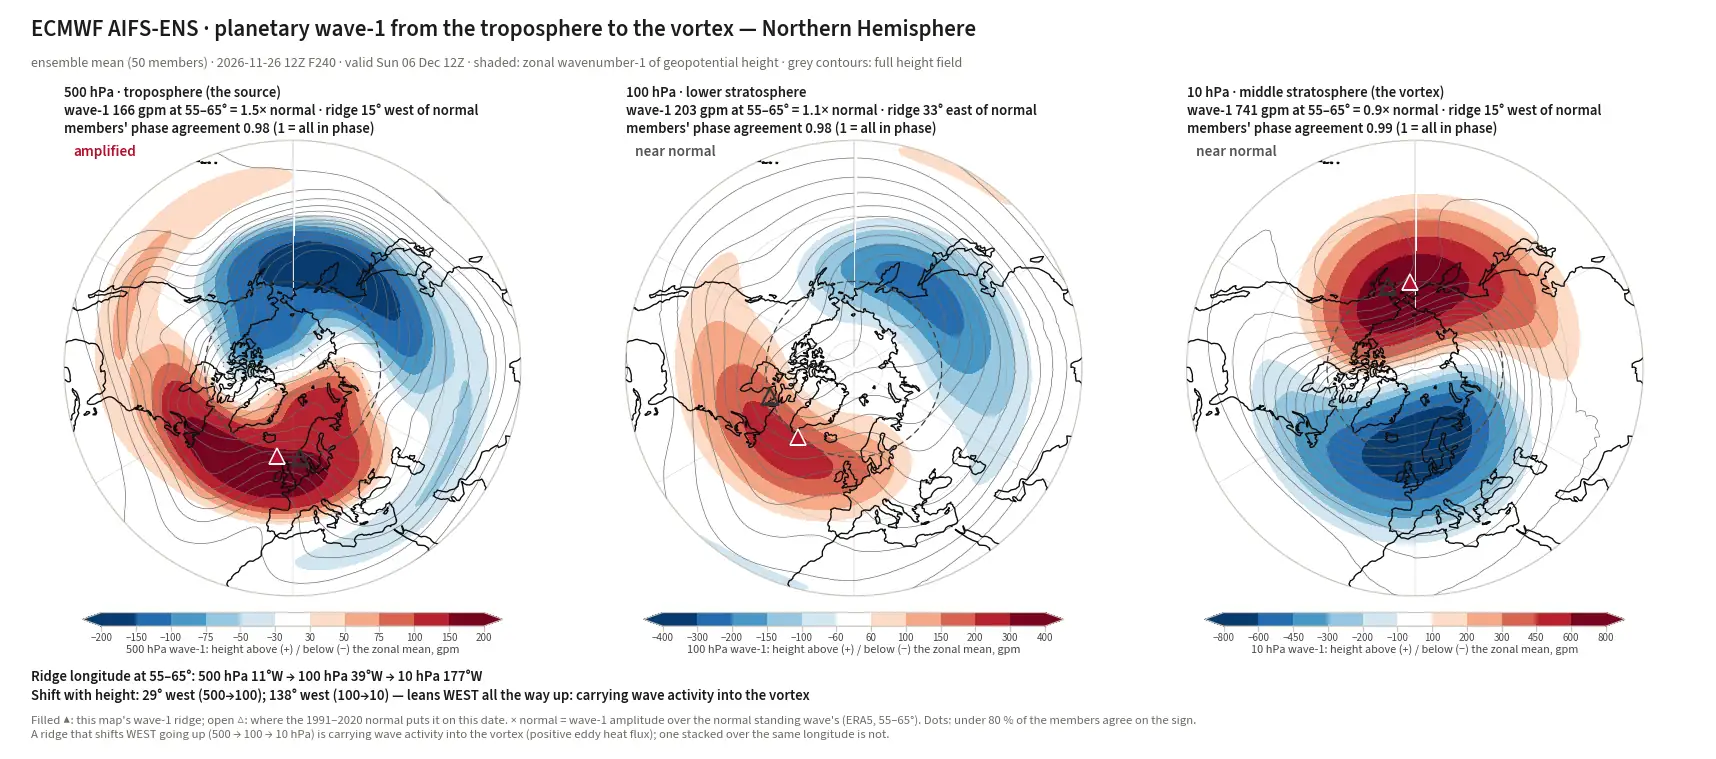 ECMWF AIFS-ENS · planetary wave-1 from the troposphere to the vortex — Northern Hemisphere
ensemble mean (50 members) · 2026-11-26 12Z F240 · valid Sun 06 Dec 12Z · shaded: zonal wavenumber-1 of geopotential height · grey contours: full height field
500 hPa · troposphere (the source)
wave-1 166 gpm at 55–65° = 1.5× normal · ridge 15° west of normal
members' phase agreement 0.98 (1 = all in phase)
amplified
100 hPa · lower stratosphere
wave-1 203 gpm at 55–65° = 1.1× normal · ridge 33° east of normal
members' phase agreement 0.98 (1 = all in phase)
near normal
10 hPa · middle stratosphere (the vortex)
wave-1 741 gpm at 55–65° = 0.9× normal · ridge 15° west of normal
members' phase agreement 0.99 (1 = all in phase)
near normal
−200 −150 −100 −75 −50 −30 30 50 75 100 150 200
500 hPa wave-1: height above (+) / below (−) the zonal mean, gpm
−400 −300 −200 −150 −100 −60 60 100 150 200 300 400
100 hPa wave-1: height above (+) / below (−) the zonal mean, gpm
−800 −600 −450 −300 −200 −100 100 200 300 450 600 800
10 hPa wave-1: height above (+) / below (−) the zonal mean, gpm
Ridge longitude at 55–65°: 500 hPa 11°W → 100 hPa 39°W → 10 hPa 177°W
Shift with height: 29° west (500→100); 138° west (100→10) — leans WEST all the way up: carrying wave activity into the vortex
Filled ▲: this map's wave-1 ridge; open △: where the 1991–2020 normal puts it on this date. × normal = wave-1 amplitude over the normal standing wave's (ERA5, 55–65°). Dots: under 80 % of the members agree on the sign.
A ridge that shifts WEST going up (500 → 100 → 10 hPa) is carrying wave activity into the vortex (positive eddy heat flux); one stacked over the same longitude is not.